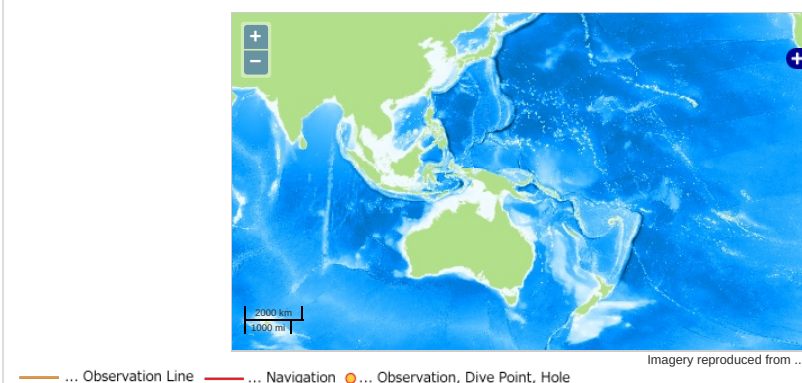 +
−
+
2000 km
1000 mi
Imagery reproduced from ..
... Observation Line ... Navigation ... Observation, Dive Point, Hole